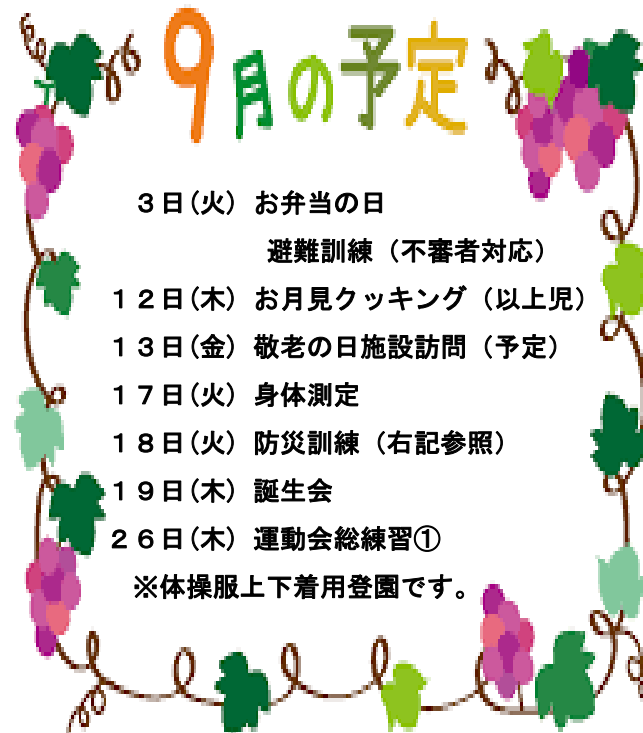 9月の予定
３日(火) お弁当の日
避難訓練（不審者対応）
１２日(木) お月見クッキング（以上児）
１３日(金) 敬老の日施設訪問（予定）
１７日(火) 身体測定
１８日(火) 防災訓練（右記参照）
１９日(木) 誕生会
２６日(木) 運動会総練習①
※体操服上下着用登園です。